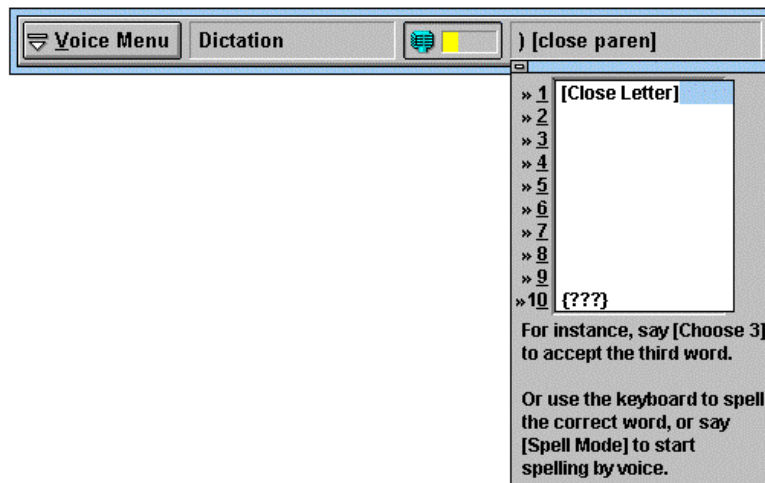 Voice Menu Dictation ) [close paren]
» 1 [Close Letter]
» 2
» 3
» 4
» 5
» 6
» 7
» 8
» 9
»10 {???}
For instance, say [Choose 3]
to accept the third word.
Or use the keyboard to spell
the correct word, or say
[Spell Mode] to start
spelling by voice.